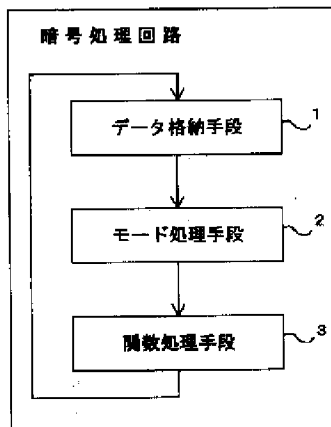 暗号処理回路
データ格納手段
1
モード処理手段
2
関数処理手段
3